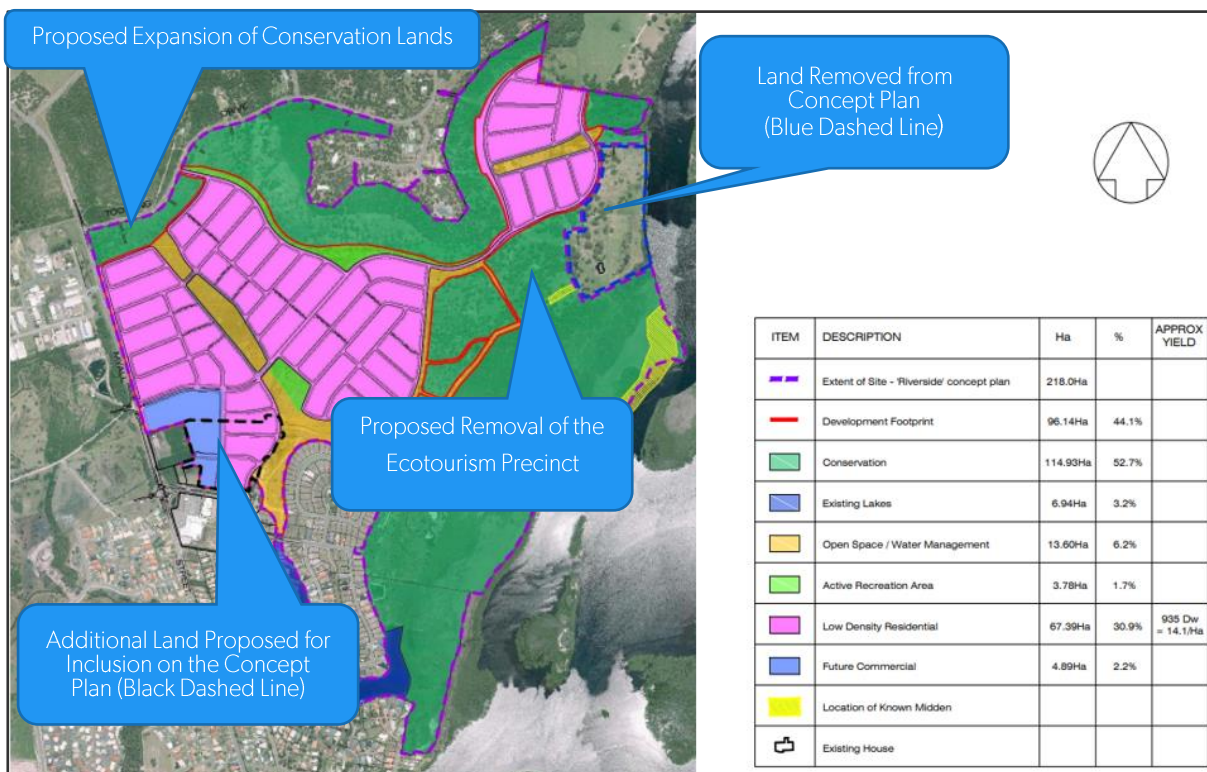 Proposed Expansion of Conservation Lands
Land Removed from
Concept Plan
(Blue Dashed Line)
DRIVE
MYALL
Proposed Removal of the
Ecotourism Precinct
Additional Land Proposed for
Inclusion on the Concept
Plan (Black Dashed Line)
ITEM DESCRIPTION Ha % APPROX YIELD
Extent of Site - 'Riverside' concept plan 218.0Ha
Development Footprint 96.14Ha 44.1%
Conservation 114.93Ha 52.7%
Existing Lakes 6.94Ha 3.2%
Open Space / Water Management 13.60Ha 6.2%
Active Recreation Area 3.78Ha 1.7%
Low Density Residential 67.39Ha 30.9% 935 Dw = 14.1/Ha
Future Commercial 4.89Ha 2.2%
Location of Known Midden
Existing House